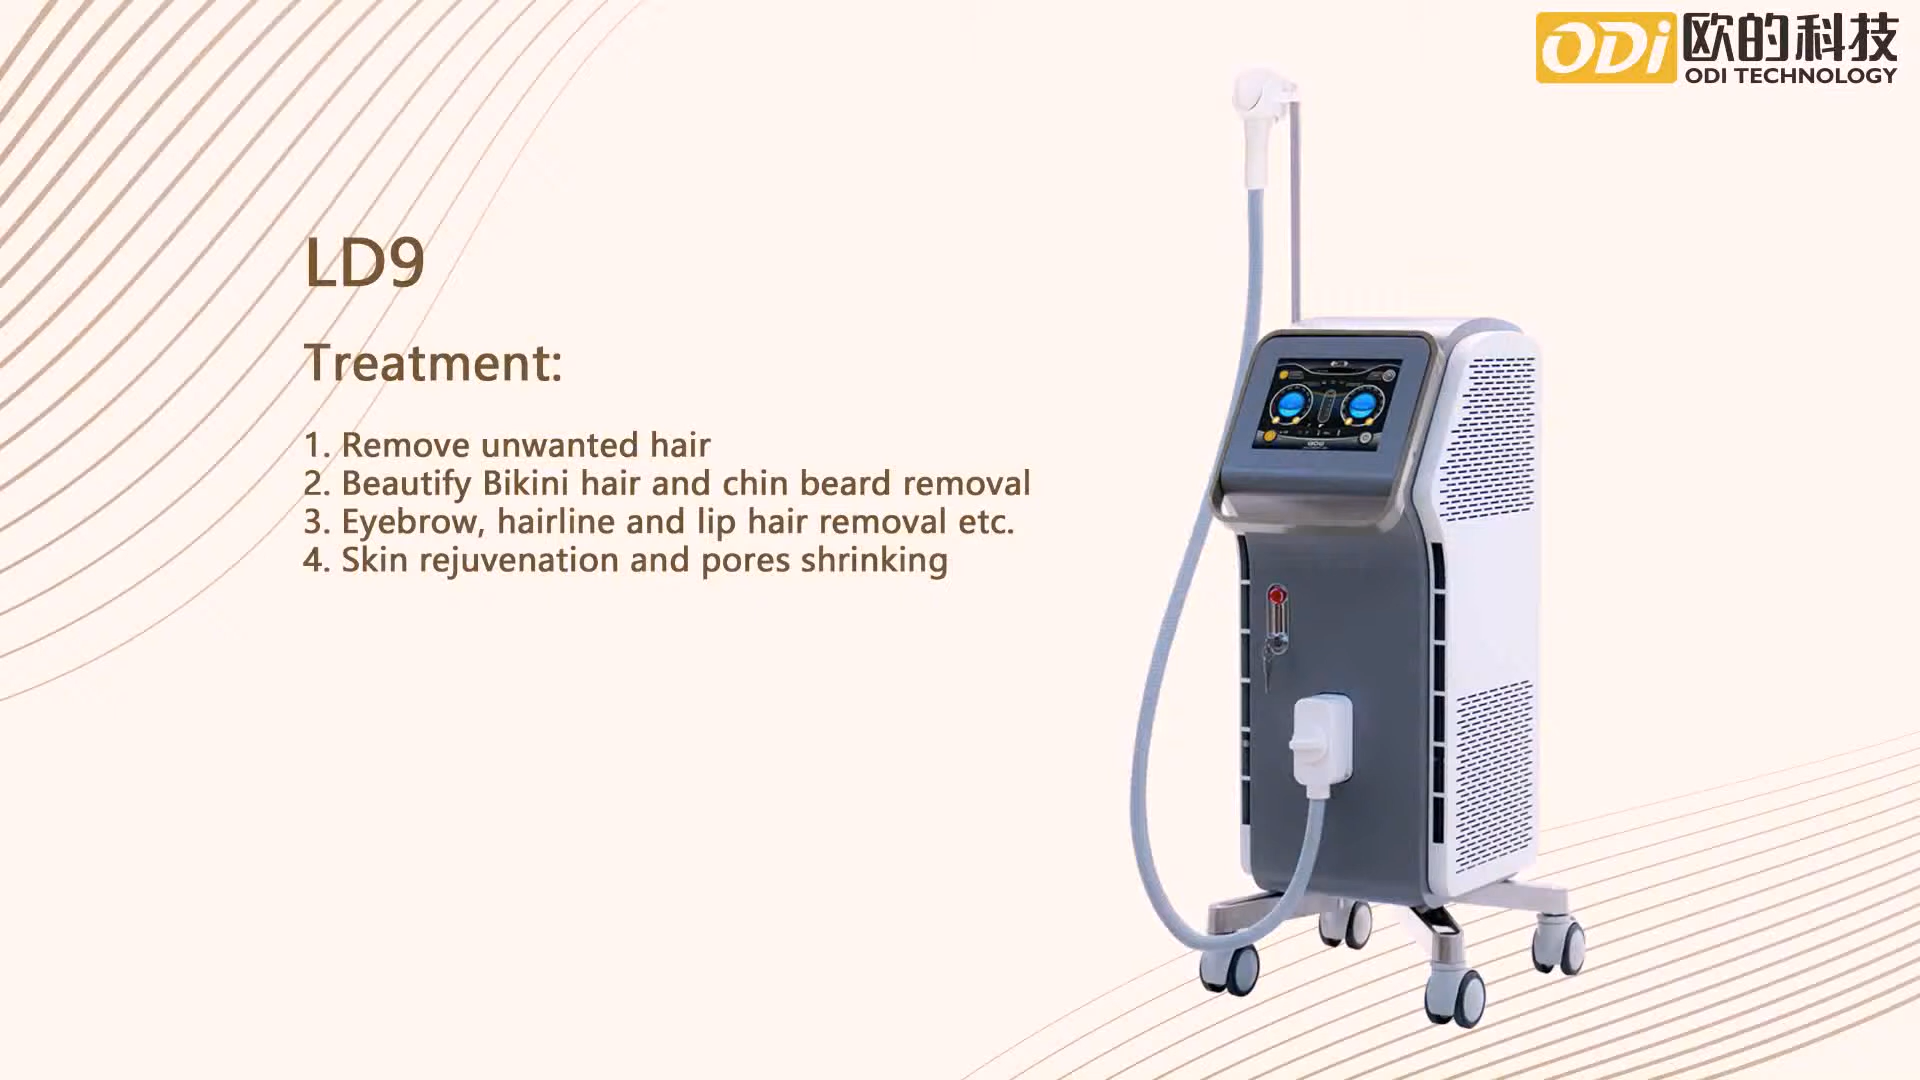 ODi 欧的科技
ODI TECHNOLOGY
LD9
Treatment:
1. Remove unwanted hair
2. Beautify Bikini hair and chin beard removal
3. Eyebrow, hairline and lip hair removal etc.
4. Skin rejuvenation and pores shrinking